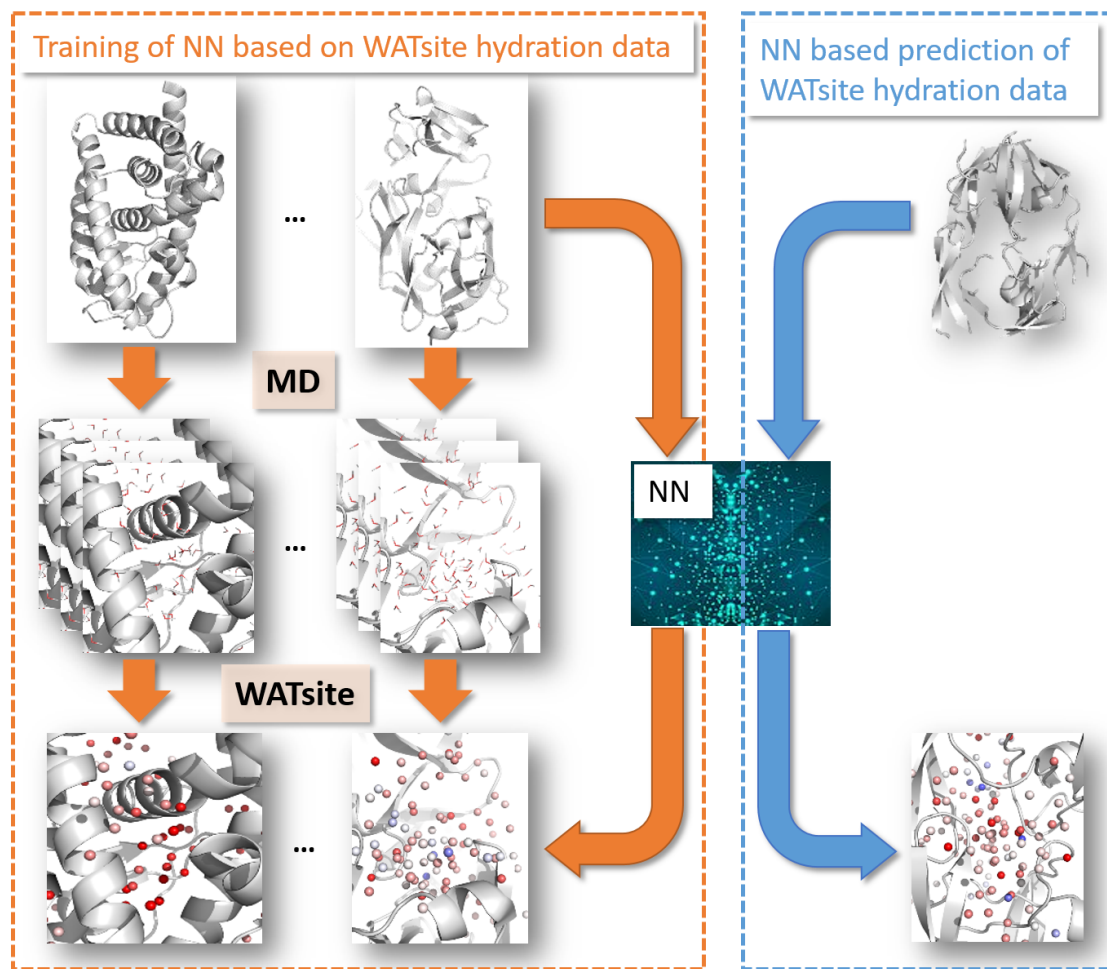 Training of NN based on WATsite hydration data
NN based prediction of
WATsite hydration data
...
MD
...
NN
WATsite
...